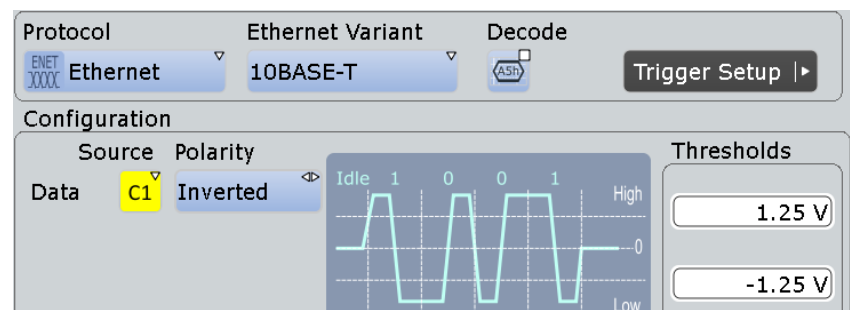 Protocol Ethernet Variant Decode
ENET XXXX Ethernet 10BASE-T A5h Trigger Setup
Configuration
Source Polarity Thresholds
Data C1 Inverted Idle 1 0 0 1 High
1.25 V
0
-1.25 V
Low